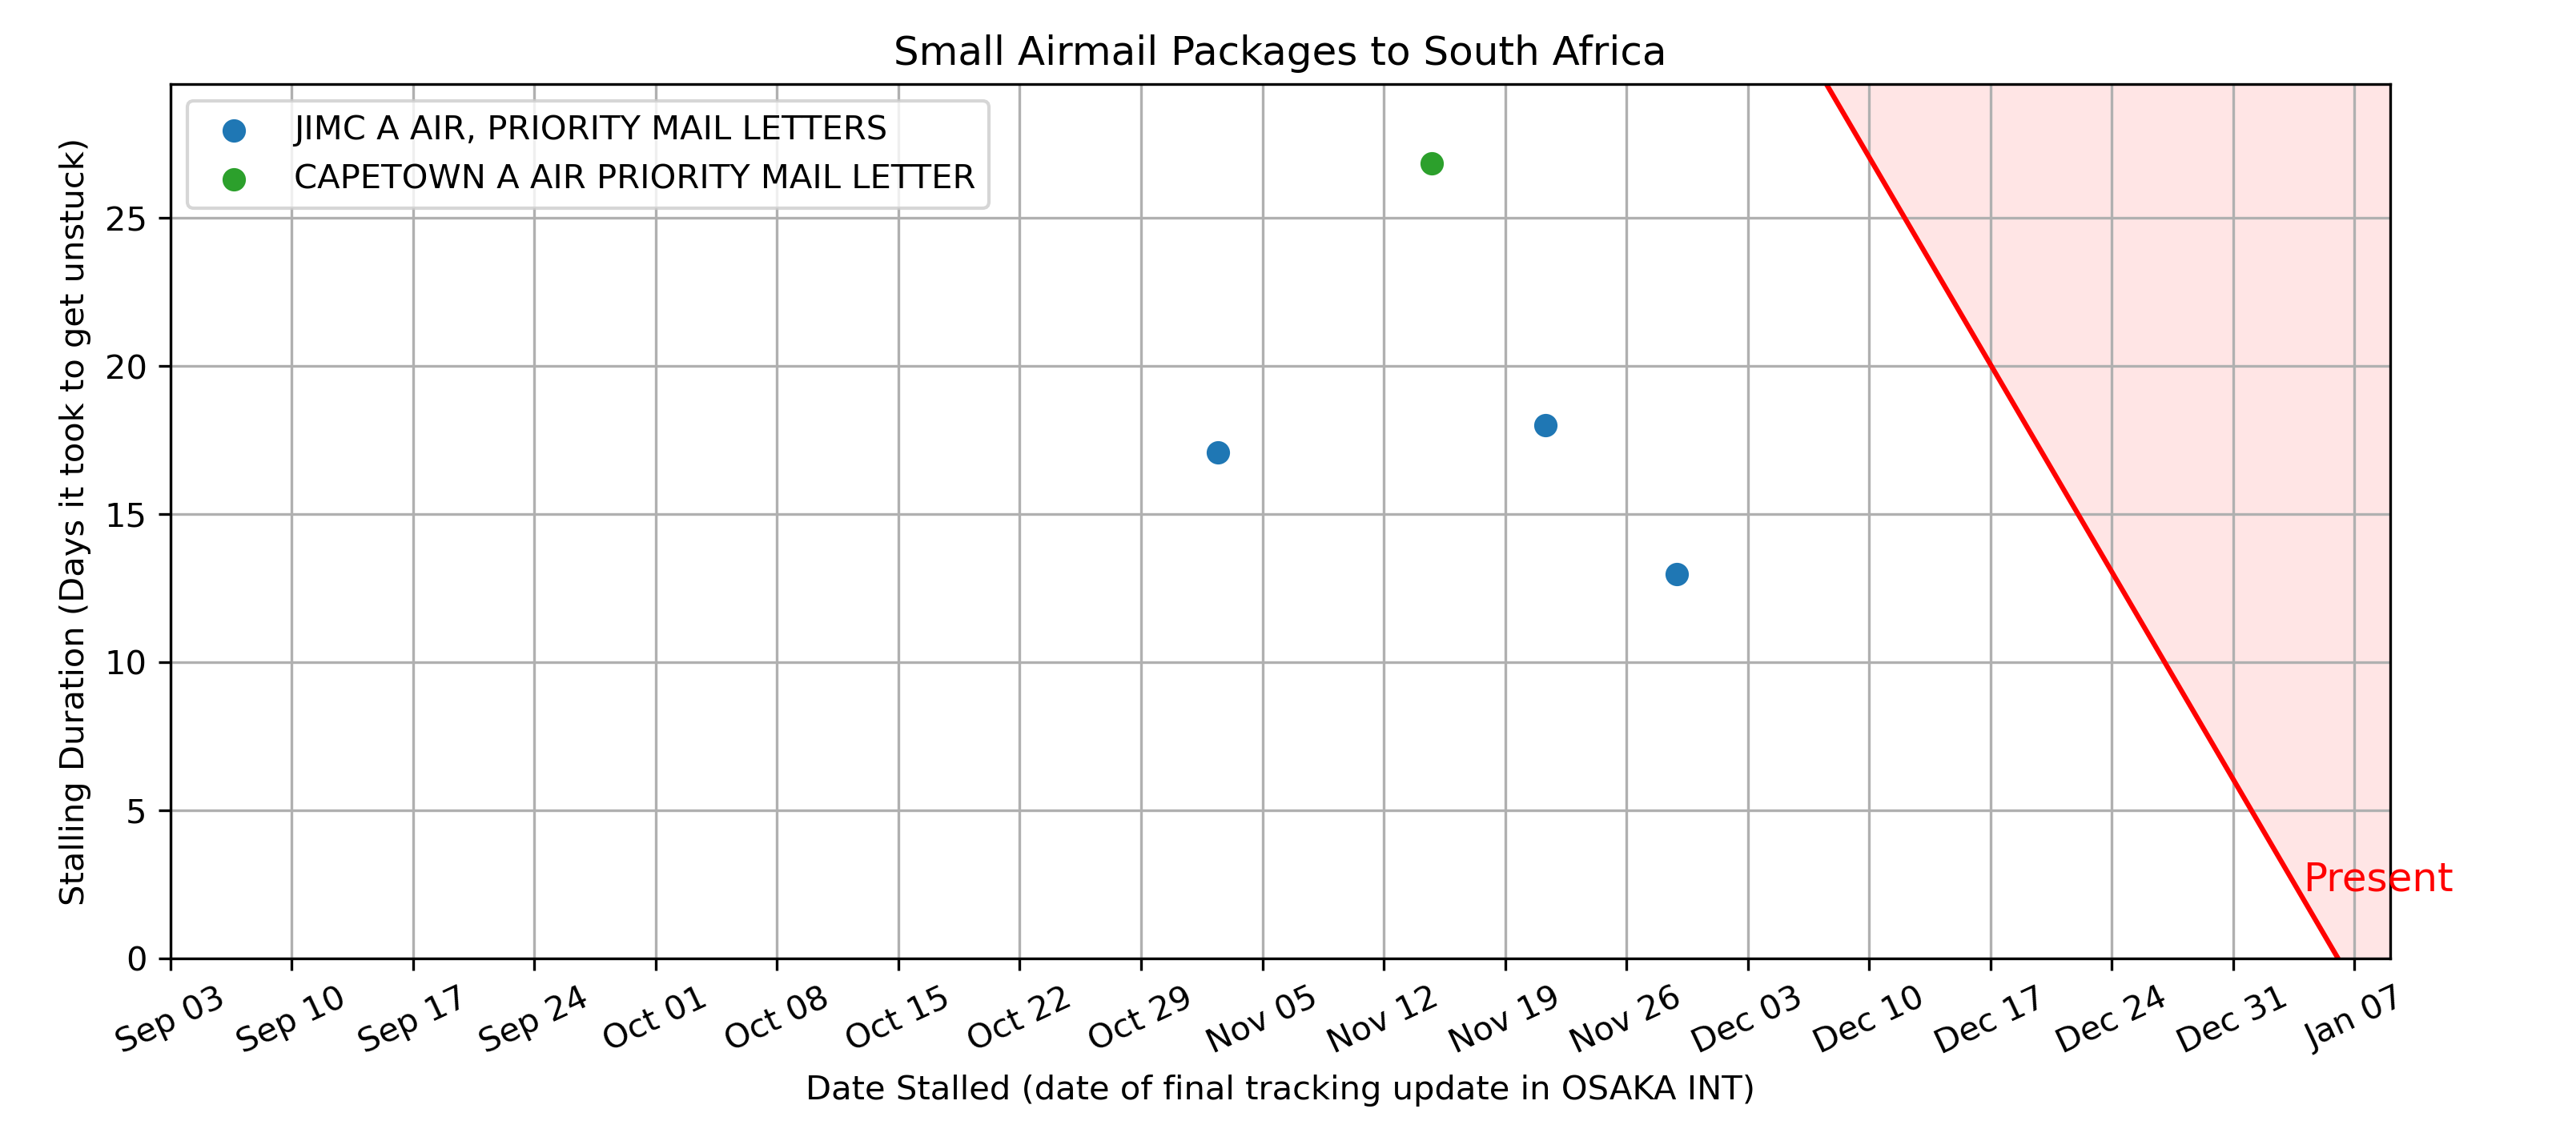 Small Airmail Packages to South Africa
JIMC A AIR, PRIORITY MAIL LETTERS
CAPETOWN A AIR PRIORITY MAIL LETTER
Stalling Duration (Days it took to get unstuck)
25
20
15
10
5
0
Present
Sep 03
Sep 10
Sep 17
Sep 24
Oct 01
Oct 08
Oct 15
Oct 22
Oct 29
Nov 05
Nov 12
Nov 19
Nov 26
Dec 03
Dec 10
Dec 17
Dec 24
Dec 31
Jan 07
Date Stalled (date of final tracking update in OSAKA INT)